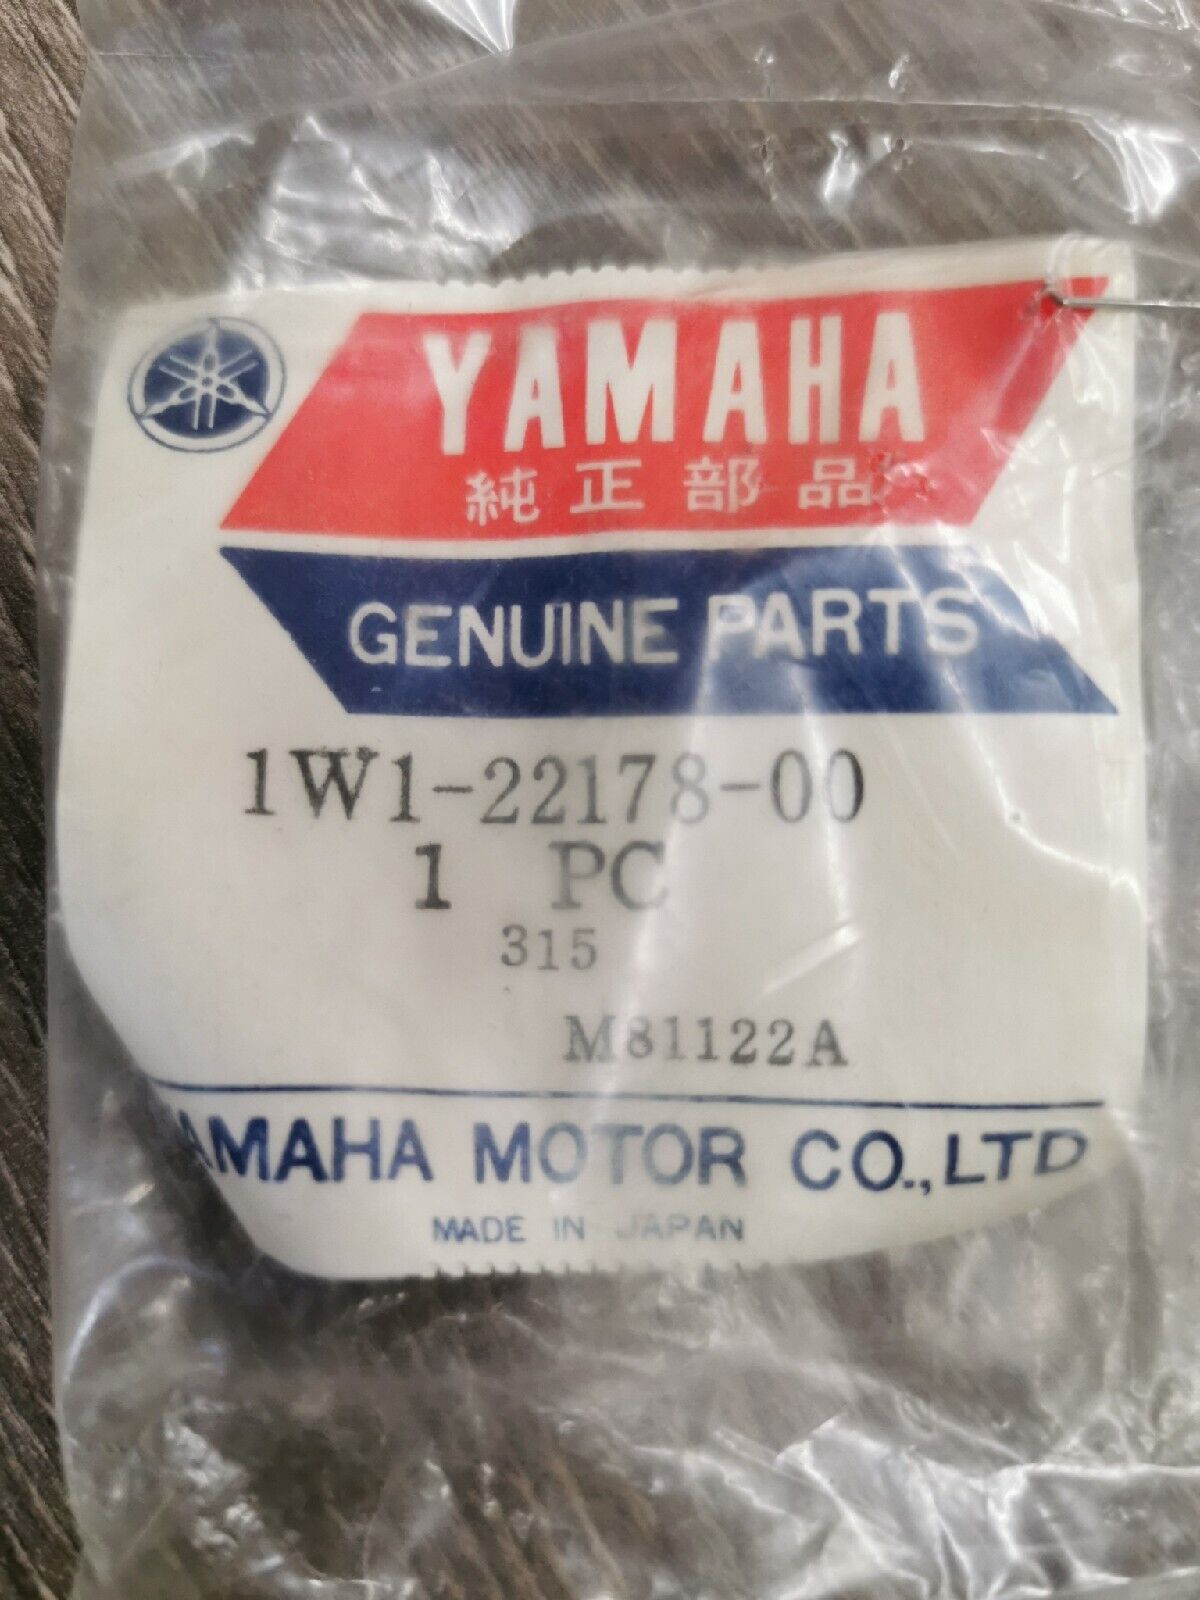 YAMAHA
純正部品
GENUINE PARTS
1W1-22178-00
1 PC
315
M81122A
YAMAHA MOTOR CO.,LTD
MADE IN JAPAN